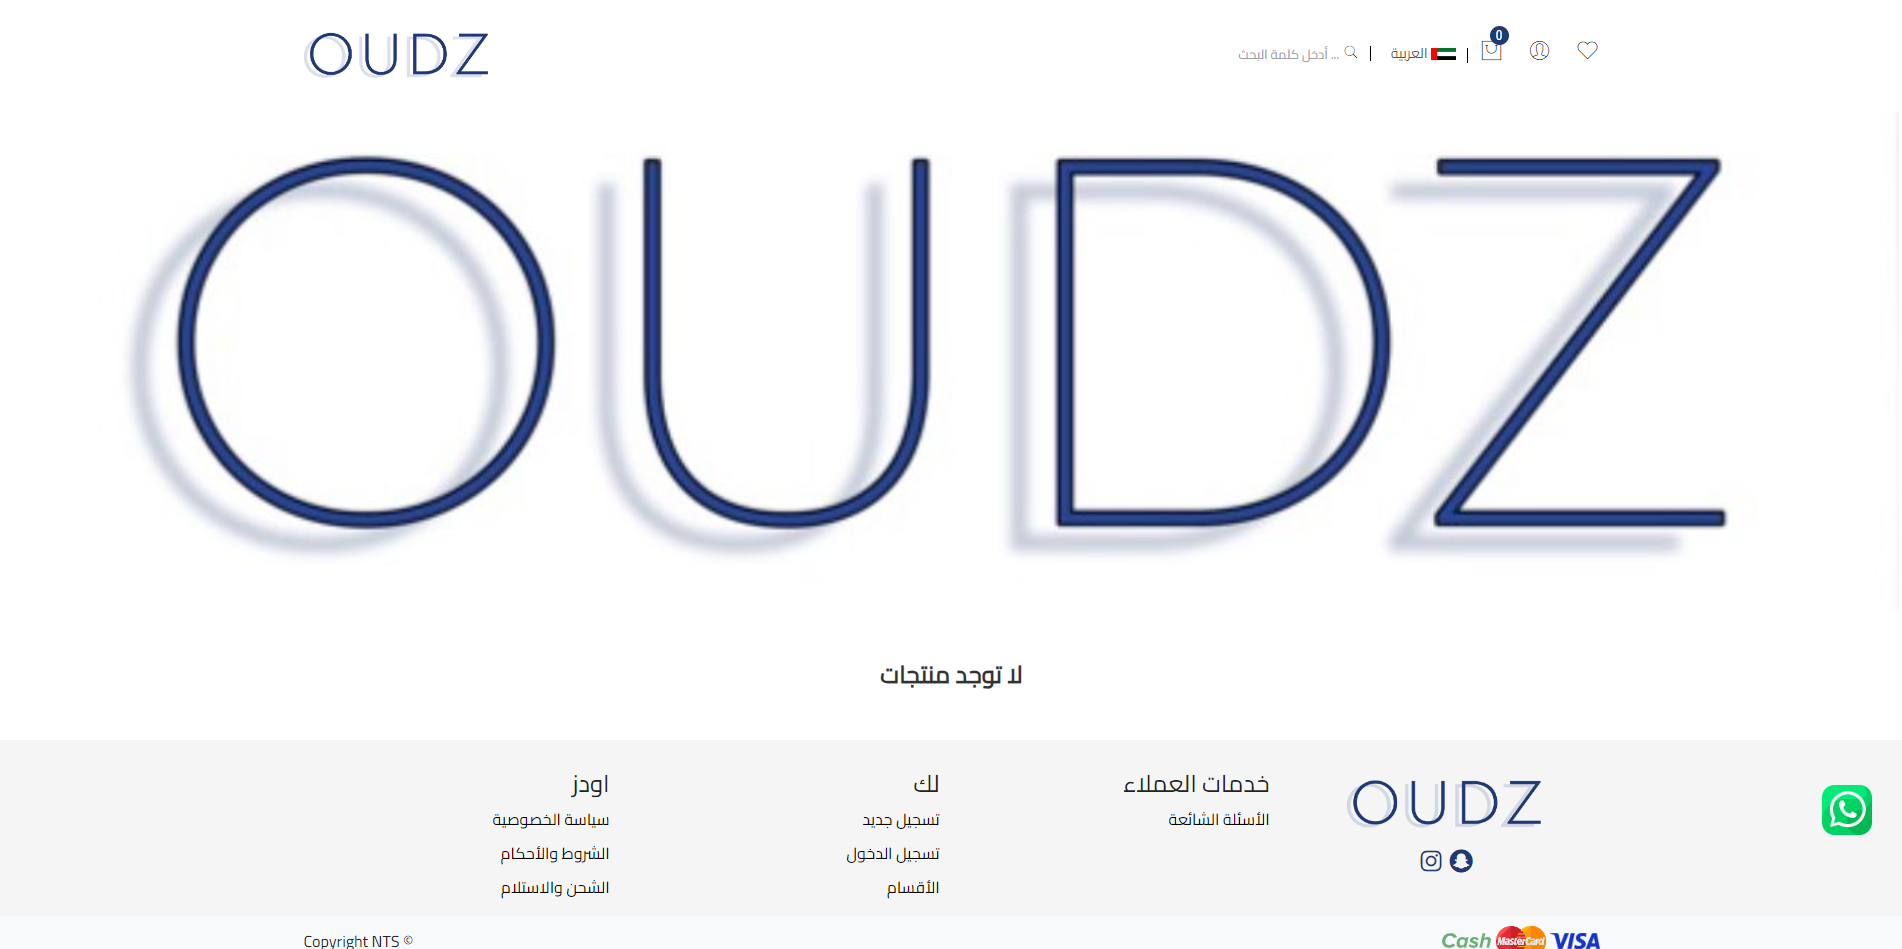 OUDZ
0
العربية
أدخل كلمة البحث ...
OUDZ
لا توجد منتجات
OUDZ
خدمات العملاء
الأسئلة الشائعة
لك
تسجيل جديد
تسجيل الدخول
الأقسام
اودز
سياسة الخصوصية
الشروط والأحكام
الشحن والاستلام
Cash MasterCard VISA
Copyright NTS ©